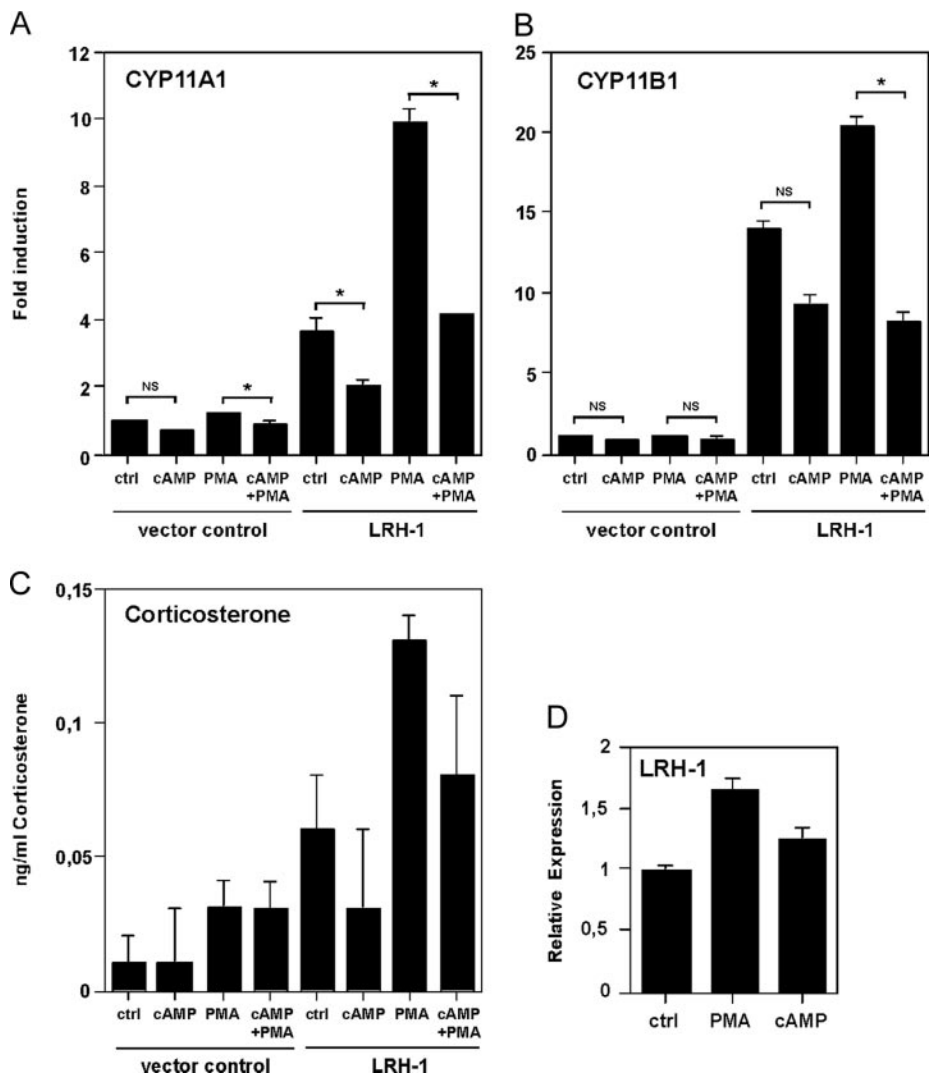 A
CYP11A1
Fold induction
12
10
8
6
4
2
0
NS
*
*
*
ctrl cAMP PMA cAMP +PMA ctrl cAMP PMA cAMP +PMA
vector control LRH-1
B
CYP11B1
25
20
15
10
5
0
NS
NS
NS
*
ctrl cAMP PMA cAMP +PMA ctrl cAMP PMA cAMP +PMA
vector control LRH-1
C
Corticosterone
ng/ml Corticosterone
0,15
0,1
0,05
0
ctrl cAMP PMA cAMP +PMA ctrl cAMP PMA cAMP +PMA
vector control LRH-1
D
LRH-1
Relative Expression
2
1,5
1
0,5
0
ctrl PMA cAMP